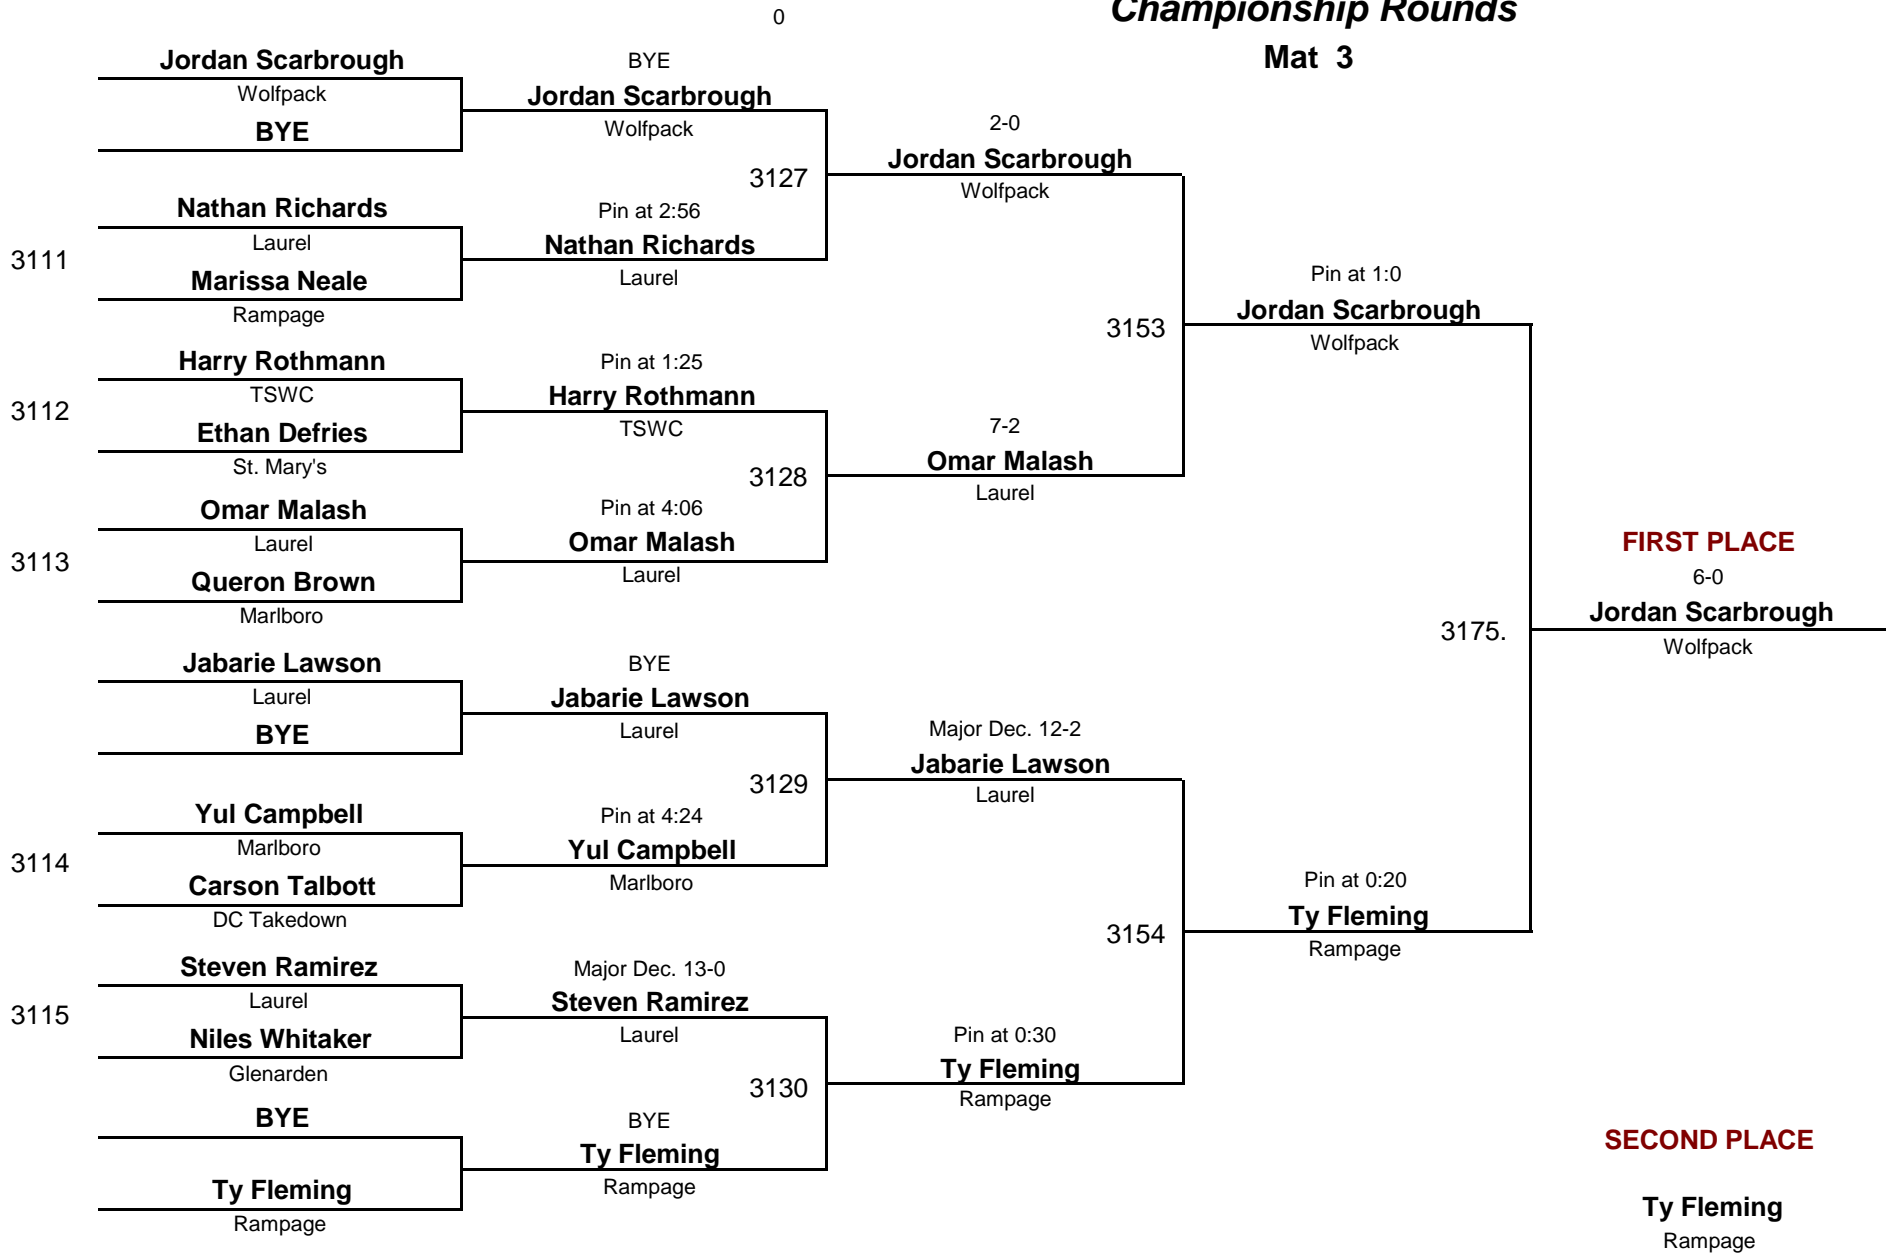 0
Championship Rounds
Mat 3
Jordan Scarbrough
Wolfpack
BYE
3111
Nathan Richards
Laurel
Marissa Neale
Rampage
3112
Harry Rothmann
TSWC
Ethan Defries
St. Mary's
3113
Omar Malash
Laurel
Queron Brown
Marlboro
Jabarie Lawson
Laurel
BYE
3114
Yul Campbell
Marlboro
Carson Talbott
DC Takedown
3115
Steven Ramirez
Laurel
Niles Whitaker
Glenarden
BYE
Ty Fleming
Rampage
BYE
Jordan Scarbrough
Wolfpack
3127
Pin at 2:56
Nathan Richards
Laurel
Pin at 1:25
Harry Rothmann
TSWC
3128
Pin at 4:06
Omar Malash
Laurel
BYE
Jabarie Lawson
Laurel
3129
Pin at 4:24
Yul Campbell
Marlboro
Major Dec. 13-0
Steven Ramirez
Laurel
3130
BYE
Ty Fleming
Rampage
2-0
Jordan Scarbrough
Wolfpack
3153
7-2
Omar Malash
Laurel
Major Dec. 12-2
Jabarie Lawson
Laurel
3154
Pin at 0:30
Ty Fleming
Rampage
Pin at 1:0
Jordan Scarbrough
Wolfpack
3175.
Pin at 0:20
Ty Fleming
Rampage
FIRST PLACE
6-0
Jordan Scarbrough
Wolfpack
SECOND PLACE
Ty Fleming
Rampage